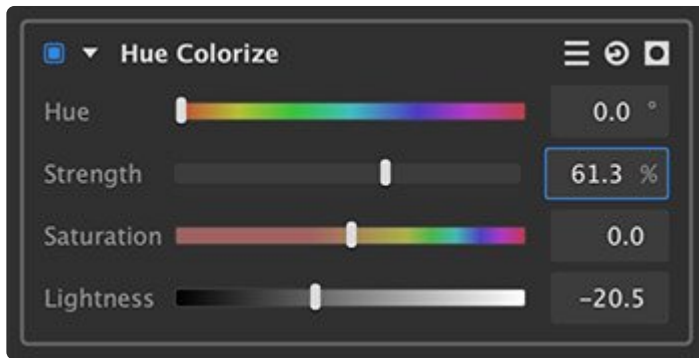 Hue Colorize
Hue 0.0 °
Strength 61.3 %
Saturation 0.0
Lightness −20.5